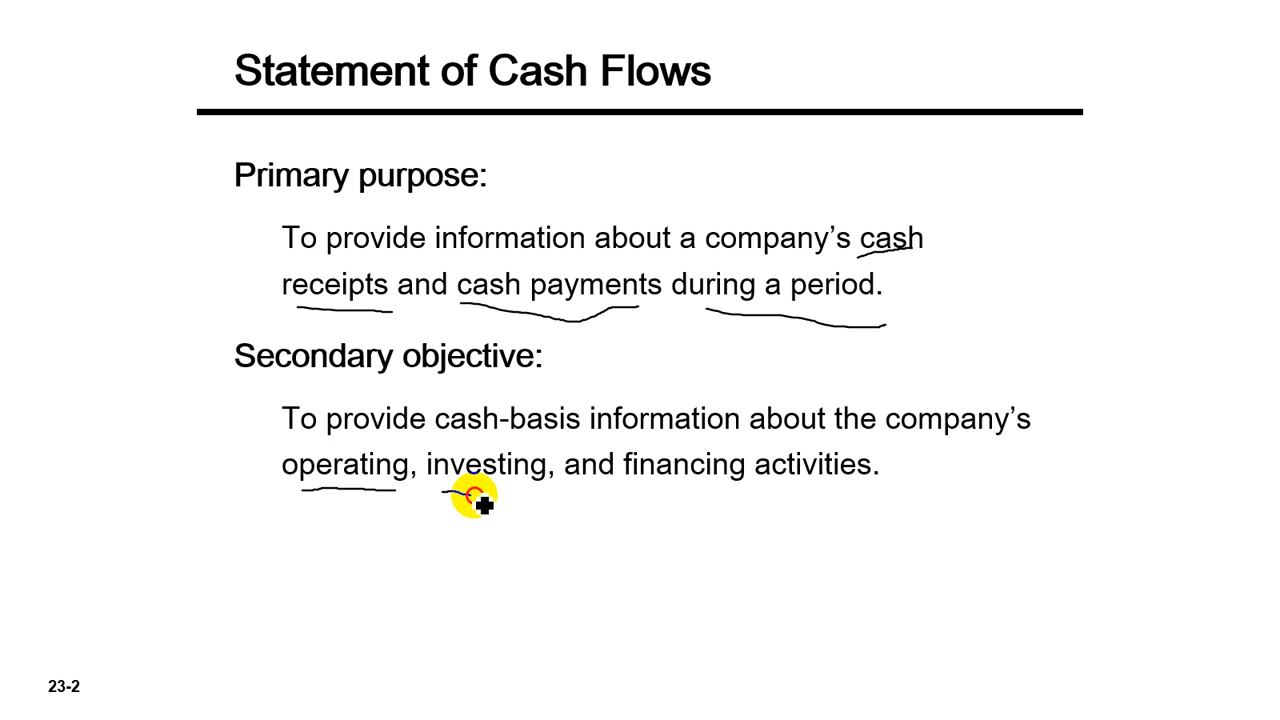 Statement of Cash Flows
Primary purpose:
To provide information about a company’s cash
receipts and cash payments during a period.
Secondary objective:
To provide cash-basis information about the company’s
operating, investing, and financing activities.
23-2